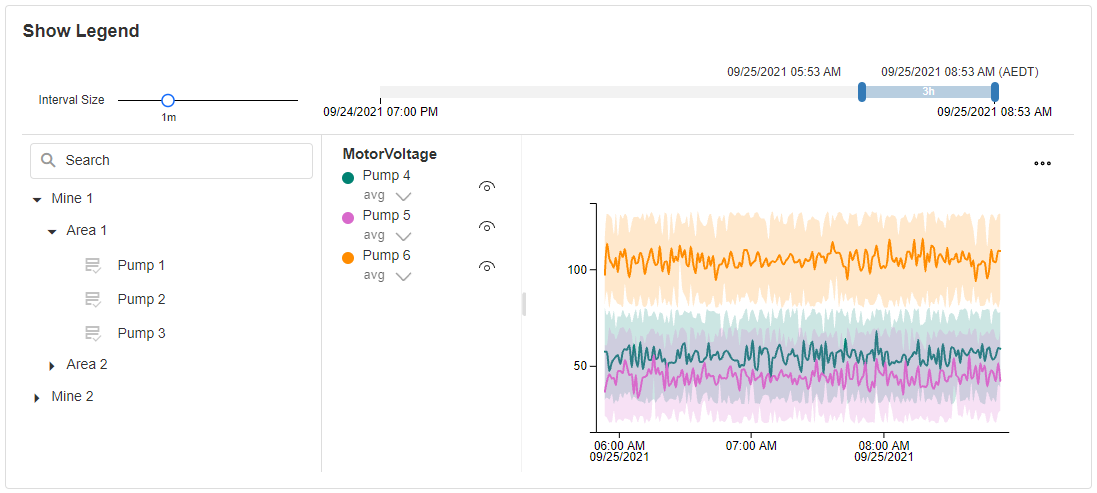 Show Legend
09/25/2021 05:53 AM 09/25/2021 08:53 AM (AEDT)
Interval Size
3h
1m
09/24/2021 07:00 PM 09/25/2021 08:53 AM
Search
Mine 1
Area 1
Pump 1
Pump 2
Pump 3
Area 2
Mine 2
MotorVoltage
Pump 4
avg
Pump 5
avg
Pump 6
avg
100
50
06:00 AM 07:00 AM 08:00 AM
09/25/2021 09/25/2021